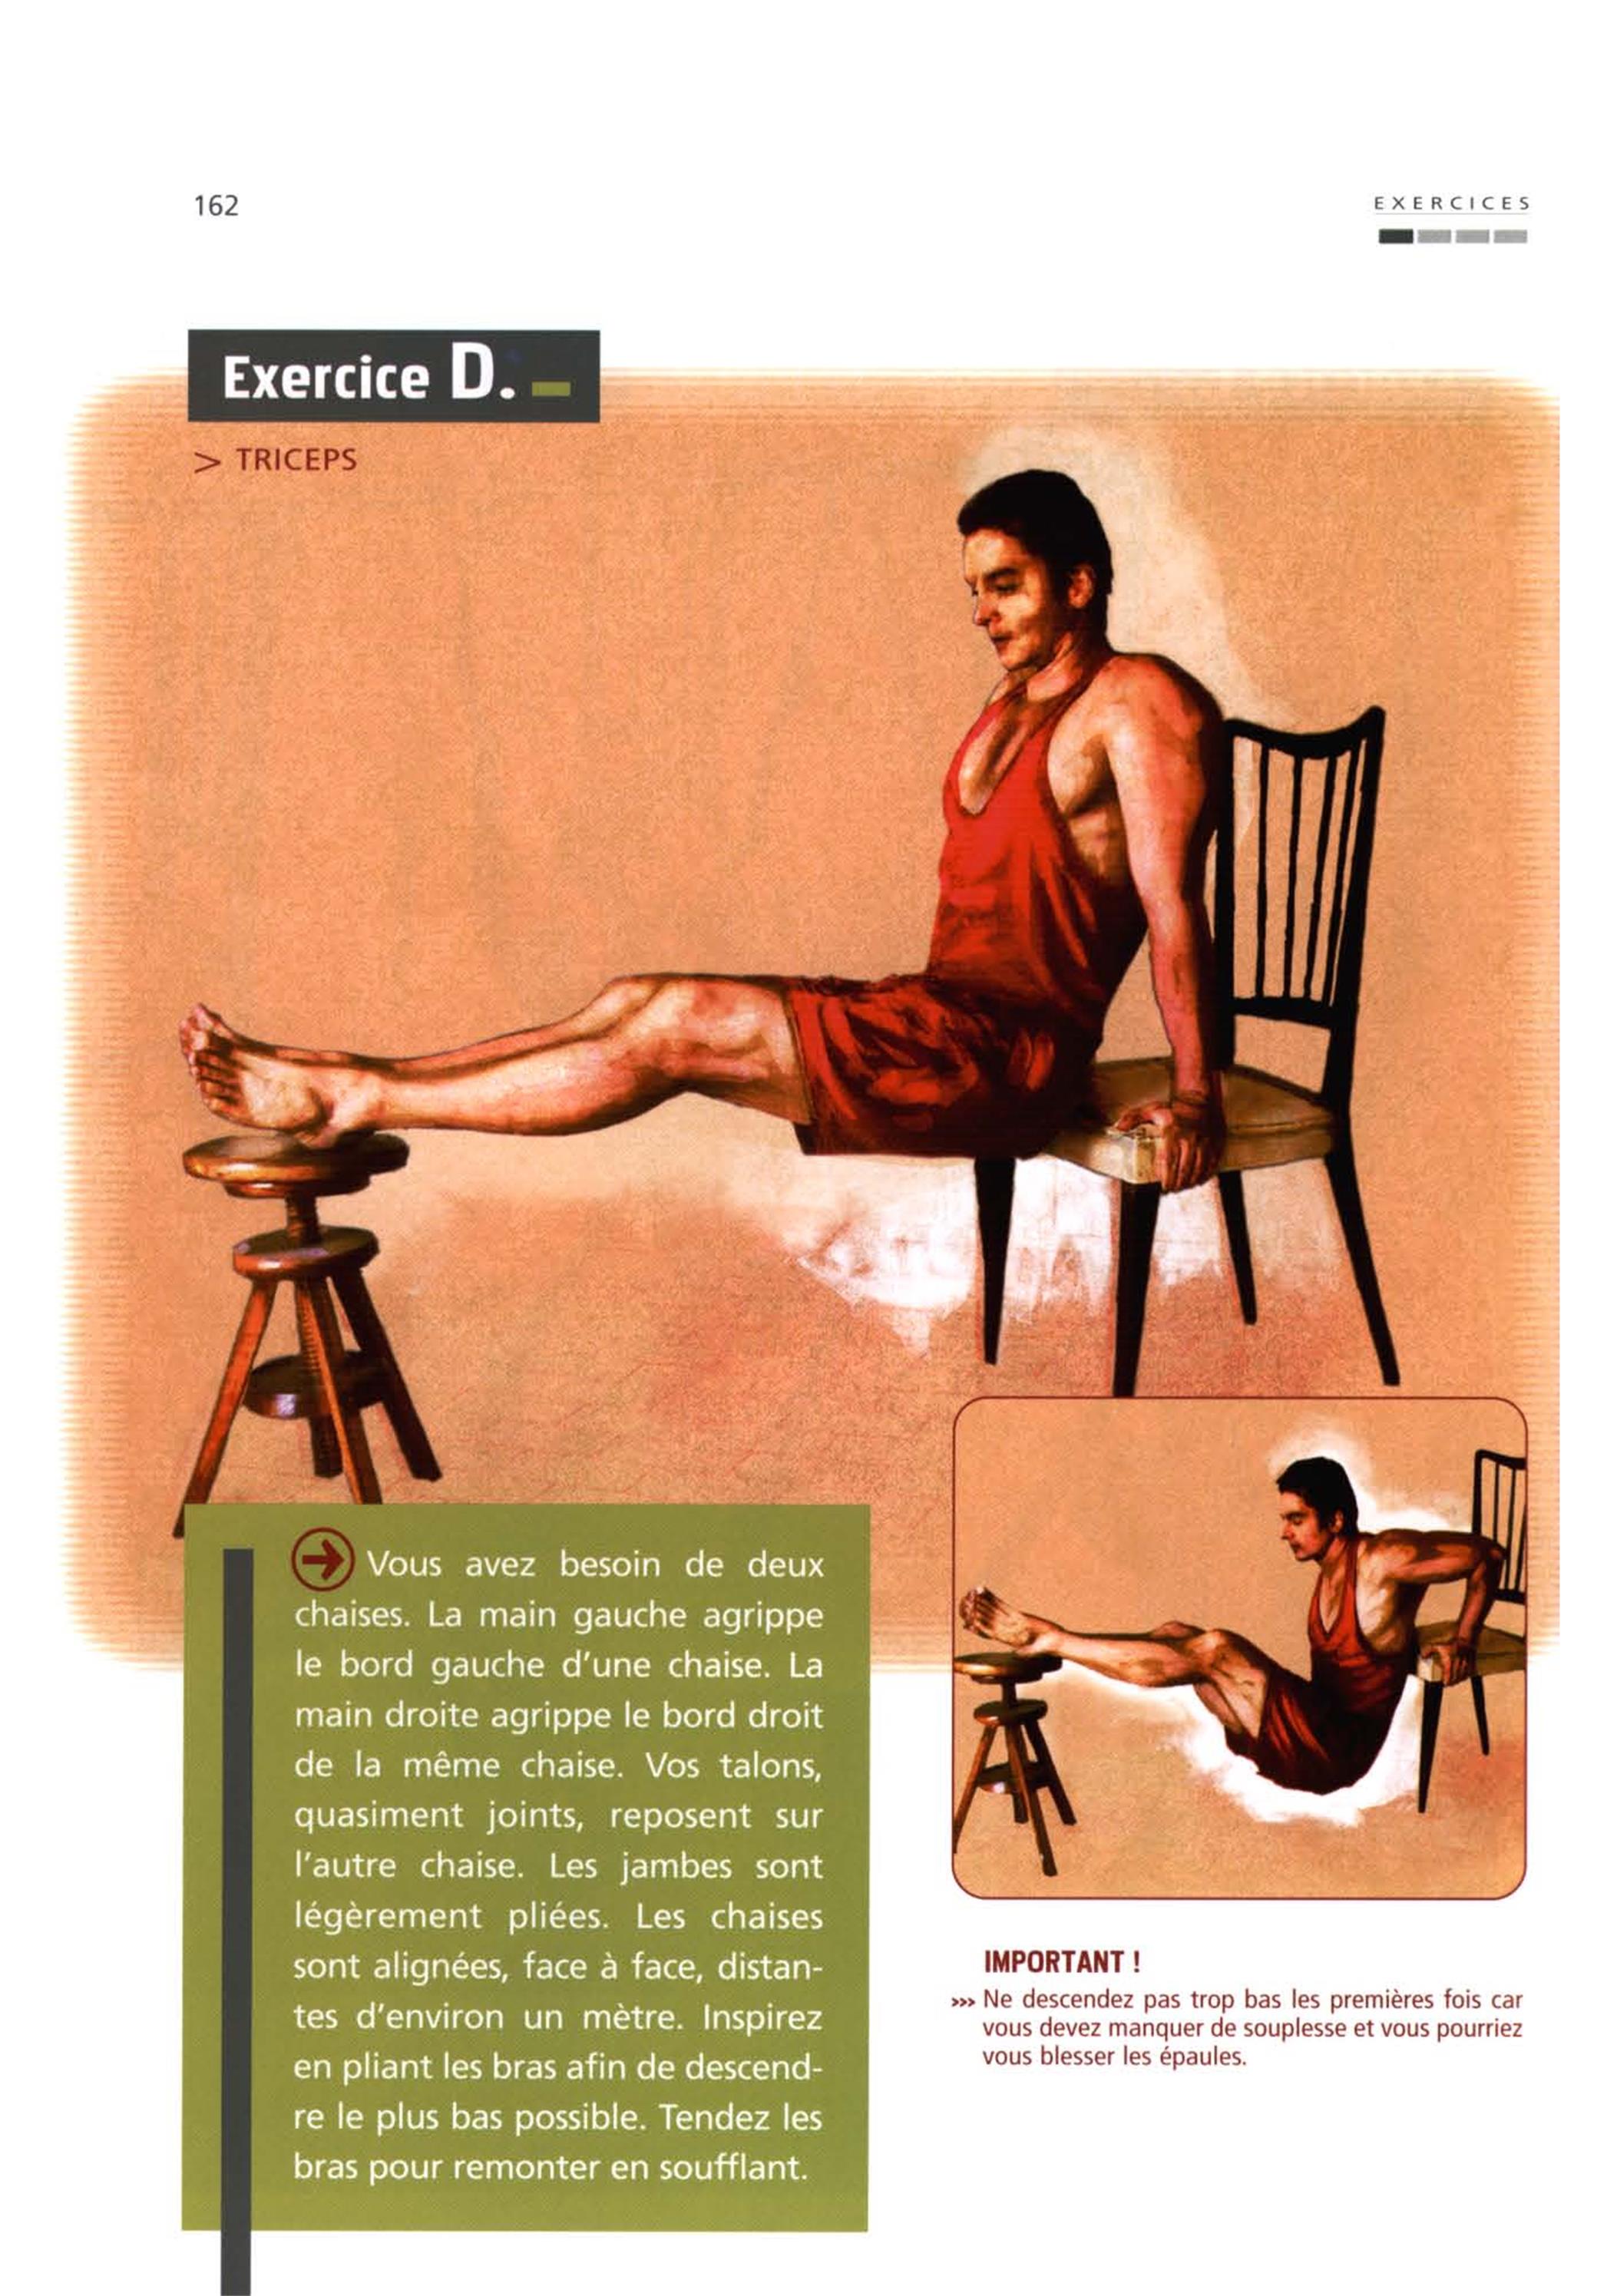 162
EXERCICES
Exercice D.
> TRICEPS
Vous avez besoin de deux
chaises. La main gauche agrippe
le bord gauche d'une chaise. La
main droite agrippe le bord droit
de la même chaise. Vos talons,
quasiment joints, reposent sur
l'autre chaise. Les jambes sont
légèrement pliées. Les chaises
sont alignées, face à face, distan-
tes d'environ un mètre. Inspirez
en pliant les bras afin de descend-
re le plus bas possible. Tendez les
bras pour remonter en soufflant.
IMPORTANT !
»» Ne descendez pas trop bas les premières fois car
vous devez manquer de souplesse et vous pourriez
vous blesser les épaules.